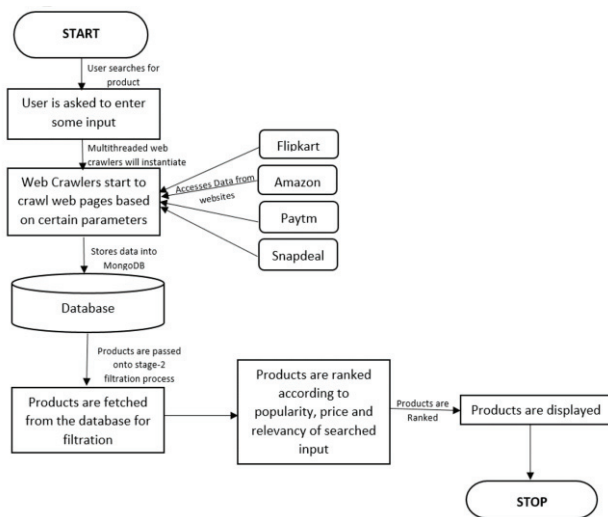 START
User searches for
product
User is asked to enter
some input
Multithreaded web
crawlers will instantiate
Web Crawlers start to
crawl web pages based
on certain parameters
Accesses Data from
websites
Flipkart
Amazon
Paytm
Snapdeal
Stores data into
MongoDB
Database
Products are passed
onto stage-2
filtration process
Products are fetched
from the database for
filtration
Products are ranked
according to
popularity, price and
relevancy of searched
input
Products are
Ranked
Products are displayed
STOP